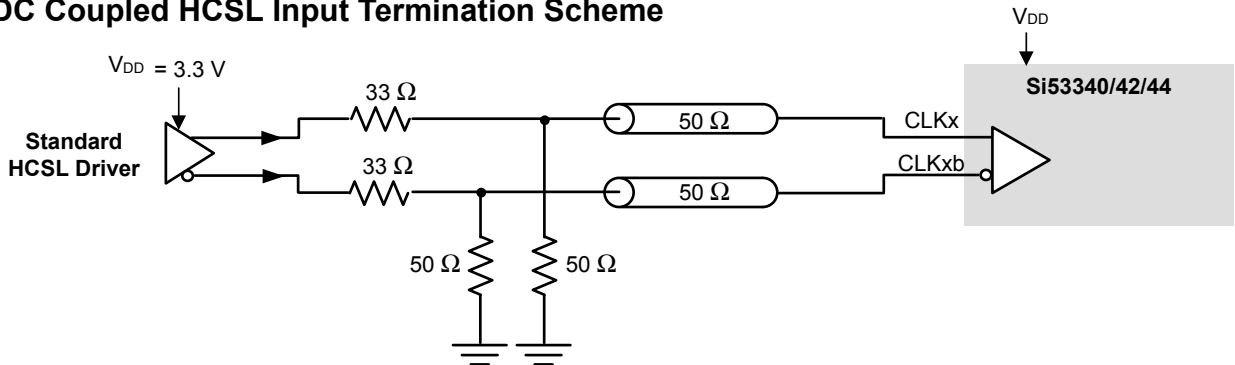 DC Coupled HCSL Input Termination Scheme
VDD
VDD = 3.3 V
Si53340/42/44
33 Ω
Standard
HCSL Driver
50 Ω
CLKx
33 Ω
CLKxb
50 Ω
50 Ω
50 Ω